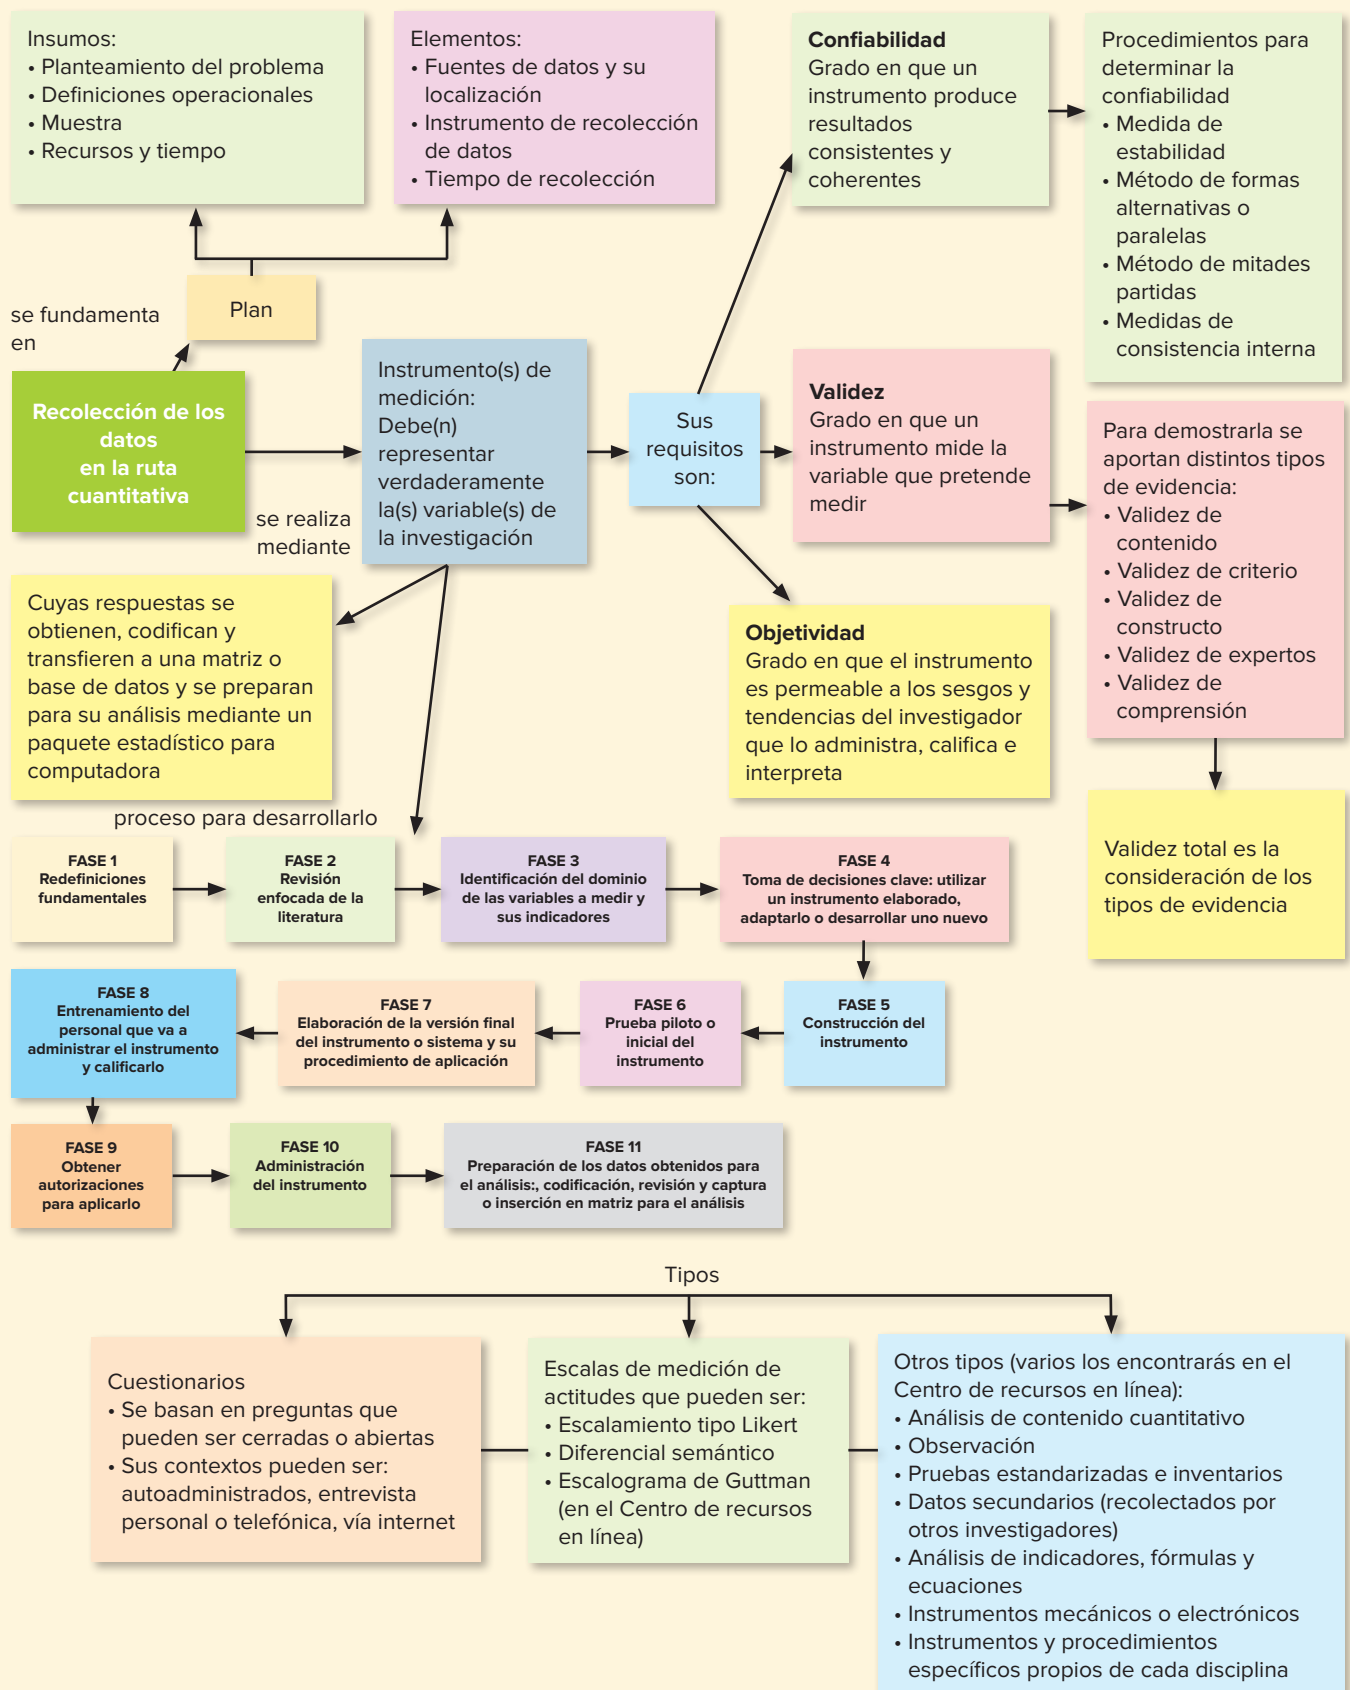 Insumos:
• Planteamiento del problema
• Definiciones operacionales
• Muestra
• Recursos y tiempo
Elementos:
• Fuentes de datos y su
localización
• Instrumento de recolección
de datos
• Tiempo de recolección
Confiabilidad
Grado en que un
instrumento produce
resultados
consistentes y
coherentes
Procedimientos para
determinar la
confiabilidad
• Medida de
estabilidad
• Método de formas
alternativas o
paralelas
• Método de mitades
partidas
• Medidas de
consistencia interna
se fundamenta
en
Plan
Recolección de los
datos
en la ruta
cuantitativa
se realiza
mediante
Instrumento(s) de
medición:
Debe(n)
representar
verdaderamente
la(s) variable(s) de
la investigación
Sus
requisitos
son:
Validez
Grado en que un
instrumento mide la
variable que pretende
medir
Para demostrarla se
aportan distintos tipos
de evidencia:
• Validez de
contenido
• Validez de criterio
• Validez de
constructo
• Validez de expertos
• Validez de
comprensión
Cuyas respuestas se
obtienen, codifican y
transfieren a una matriz o
base de datos y se preparan
para su análisis mediante un
paquete estadístico para
computadora
Objetividad
Grado en que el instrumento
es permeable a los sesgos y
tendencias del investigador
que lo administra, califica e
interpreta
Validez total es la
consideración de los
tipos de evidencia
proceso para desarrollarlo
FASE 1
Redefiniciones
fundamentales
FASE 2
Revisión
enfocada de la
literatura
FASE 3
Identificación del dominio
de las variables a medir y
sus indicadores
FASE 4
Toma de decisiones clave: utilizar
un instrumento elaborado,
adaptarlo o desarrollar uno nuevo
FASE 5
Construcción del
instrumento
FASE 6
Prueba piloto o
inicial del
instrumento
FASE 7
Elaboración de la versión final
del instrumento o sistema y su
procedimiento de aplicación
FASE 8
Entrenamiento del
personal que va a
administrar el instrumento
y calificarlo
FASE 9
Obtener
autorizaciones
para aplicarlo
FASE 10
Administración
del instrumento
FASE 11
Preparación de los datos obtenidos para
el análisis:, codificación, revisión y captura
o inserción en matriz para el análisis
Tipos
Cuestionarios
• Se basan en preguntas que
pueden ser cerradas o abiertas
• Sus contextos pueden ser:
autoadministrados, entrevista
personal o telefónica, vía internet
Escalas de medición de
actitudes que pueden ser:
• Escalamiento tipo Likert
• Diferencial semántico
• Escalograma de Guttman
(en el Centro de recursos
en línea)
Otros tipos (varios los encontrarás en el
Centro de recursos en línea):
• Análisis de contenido cuantitativo
• Observación
• Pruebas estandarizadas e inventarios
• Datos secundarios (recolectados por
otros investigadores)
• Análisis de indicadores, fórmulas y
ecuaciones
• Instrumentos mecánicos o electrónicos
• Instrumentos y procedimientos
específicos propios de cada disciplina